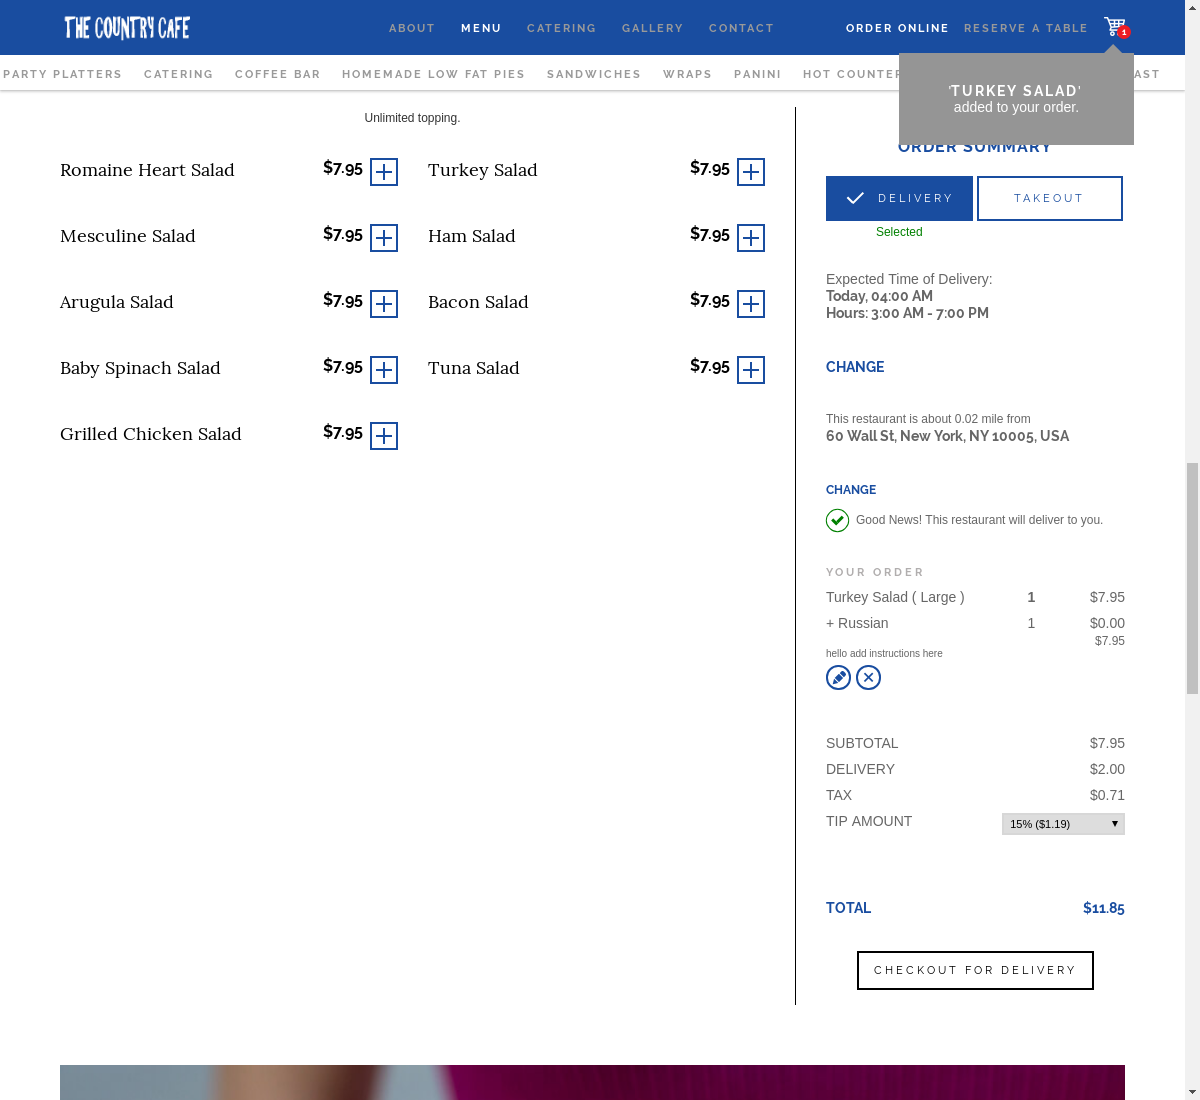 THE COUNTRY CAFE
ABOUT MENU CATERING GALLERY CONTACT ORDER ONLINE RESERVE A TABLE 1
PARTY PLATTERS CATERING COFFEE BAR HOMEMADE LOW FAT PIES SANDWICHES WRAPS PANINI HOT COUNTER
'TURKEY SALAD'
added to your order.
Unlimited topping.
Romaine Heart Salad $7.95
Turkey Salad $7.95
Mesculine Salad $7.95
Ham Salad $7.95
Arugula Salad $7.95
Bacon Salad $7.95
Baby Spinach Salad $7.95
Tuna Salad $7.95
Grilled Chicken Salad $7.95
ORDER SUMMARY
DELIVERY TAKEOUT
Selected
Expected Time of Delivery:
Today, 04:00 AM
Hours: 3:00 AM - 7:00 PM
CHANGE
This restaurant is about 0.02 mile from
60 Wall St, New York, NY 10005, USA
CHANGE
Good News! This restaurant will deliver to you.
YOUR ORDER
Turkey Salad ( Large ) 1 $7.95
+ Russian 1 $0.00
$7.95
hello add instructions here
SUBTOTAL $7.95
DELIVERY $2.00
TAX $0.71
TIP AMOUNT 15% ($1.19)
TOTAL $11.85
CHECKOUT FOR DELIVERY